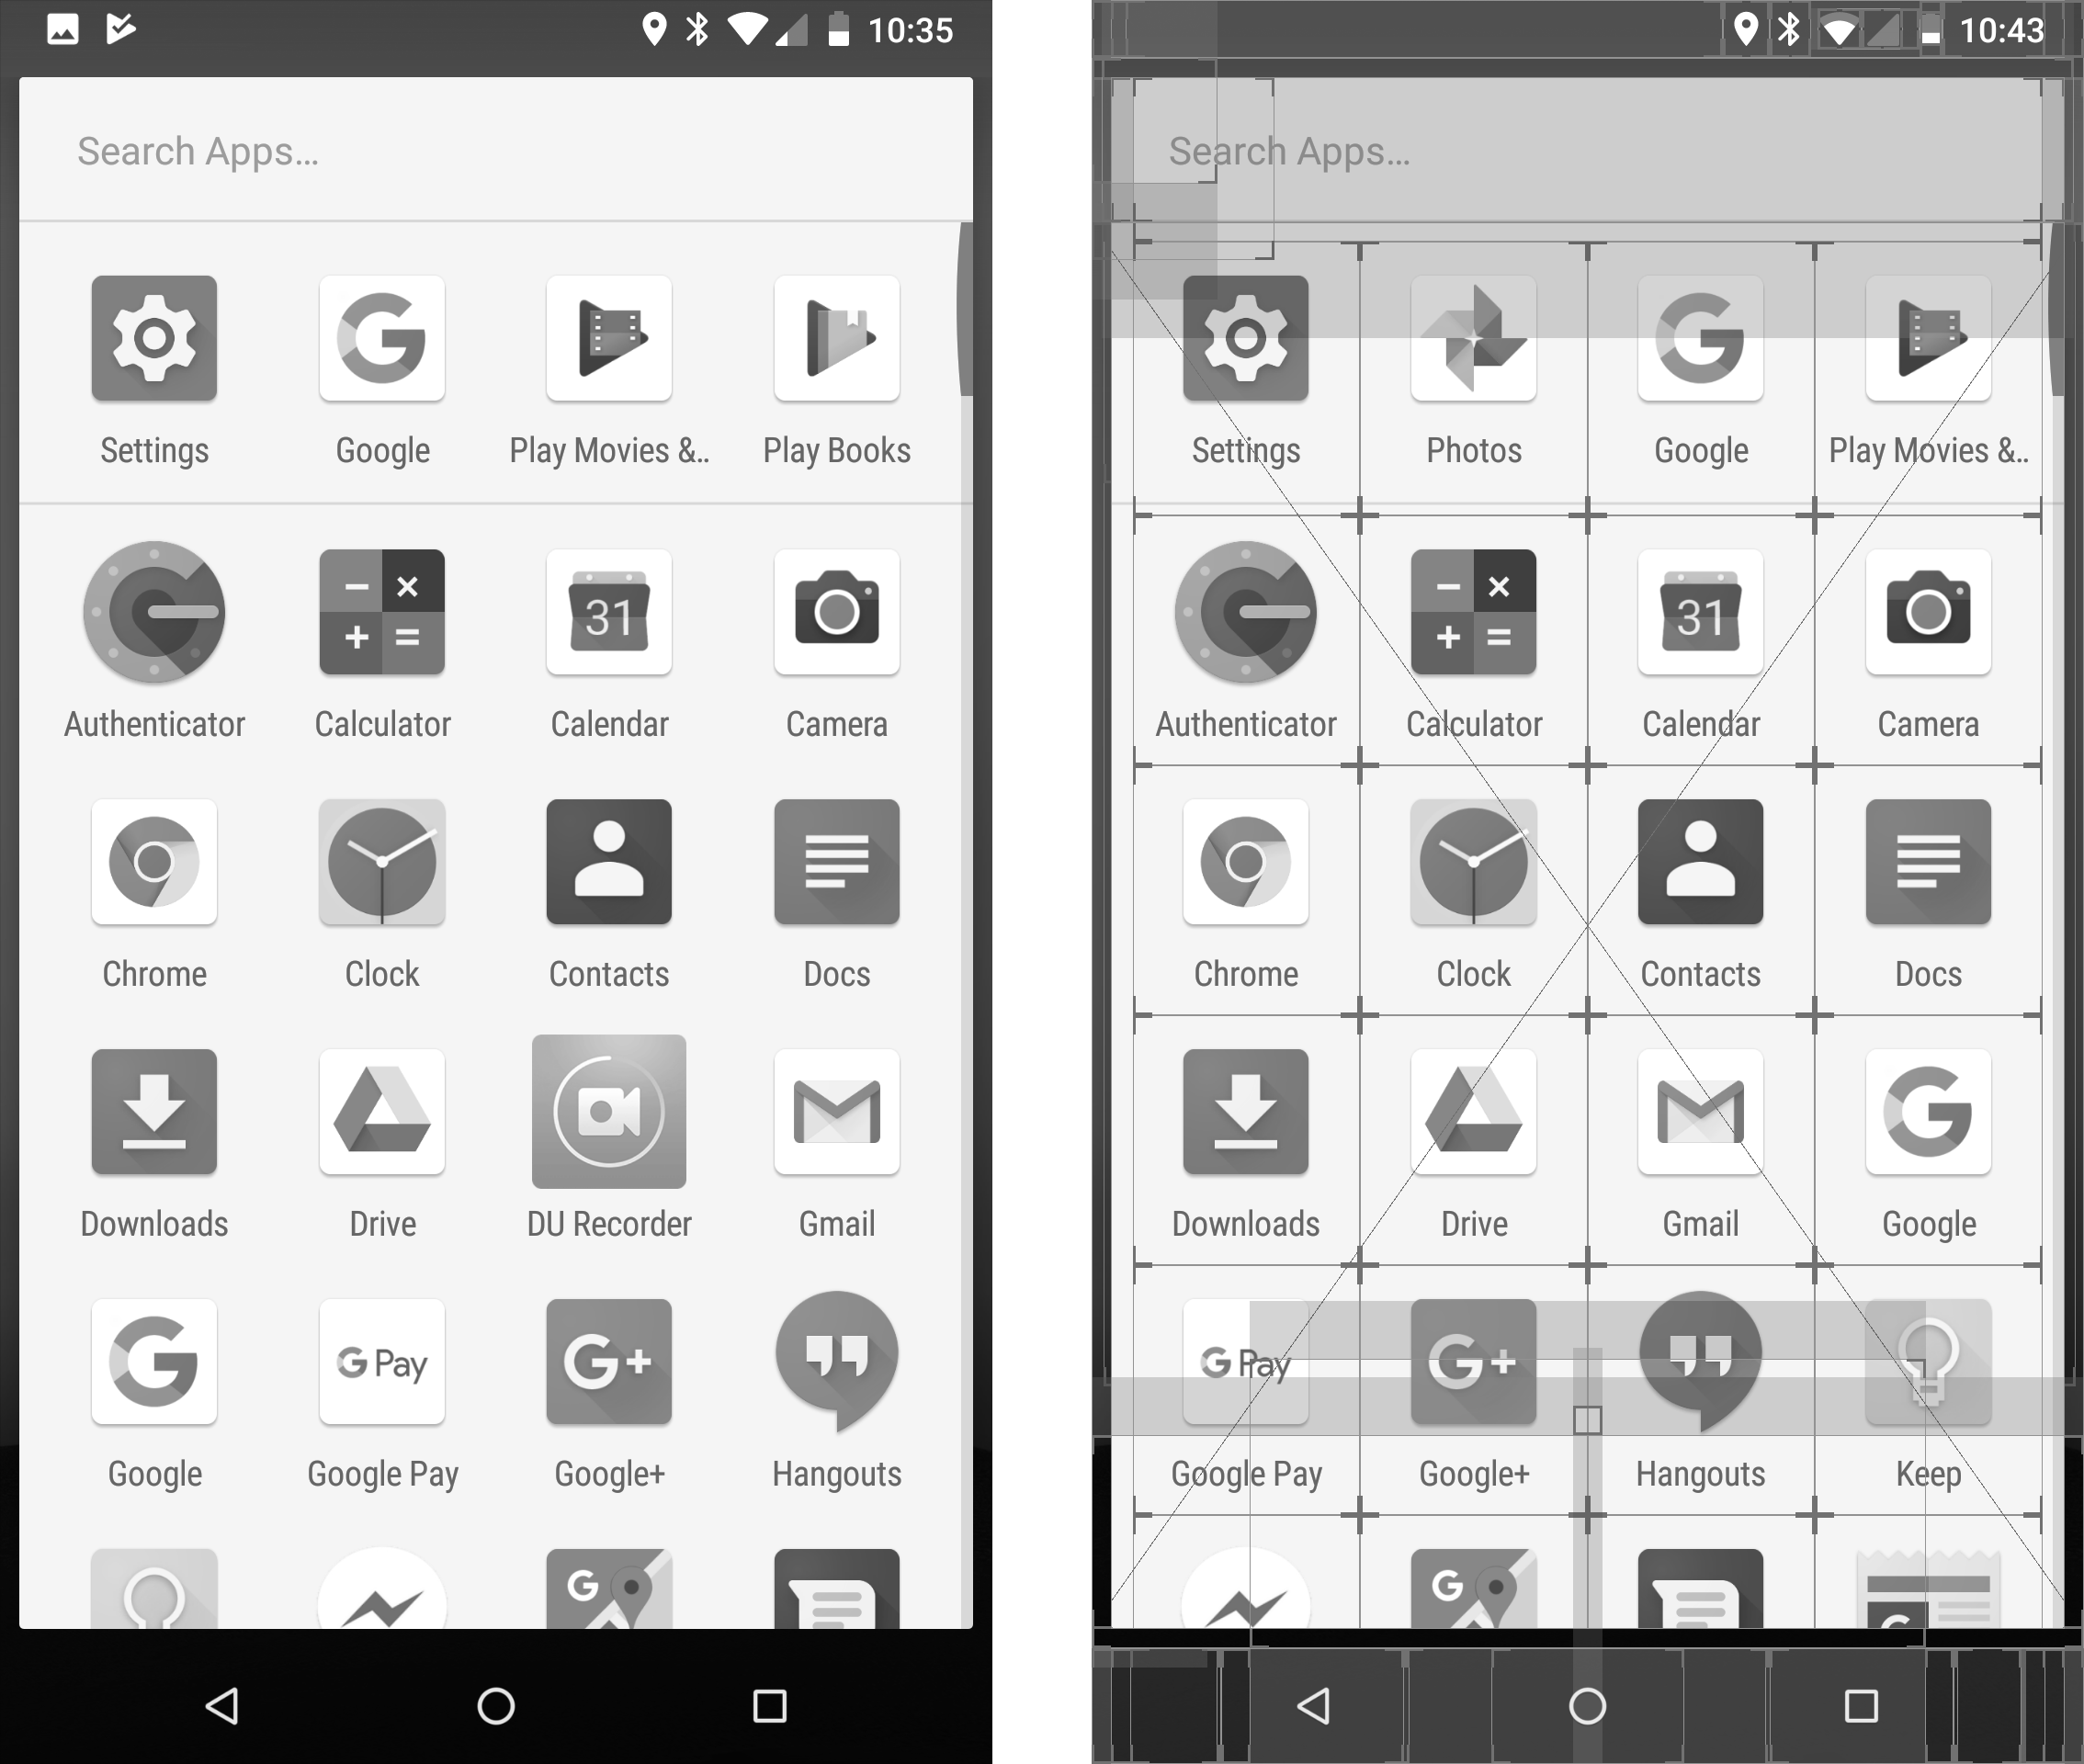 10:35
Search Apps...
Settings Google Play Movies &.. Play Books
31
Authenticator Calculator Calendar Camera
Chrome Clock Contacts Docs
Downloads Drive DU Recorder Gmail
G Pay G+
Google Google Pay Google+ Hangouts
G
10:43
Search Apps...
Settings Photos Google Play Movies &..
31
Authenticator Calculator Calendar Camera
Chrome Clock Contacts Docs
Downloads Drive Gmail Google
G Pay G+
Google Pay Google+ Hangouts Keep
G